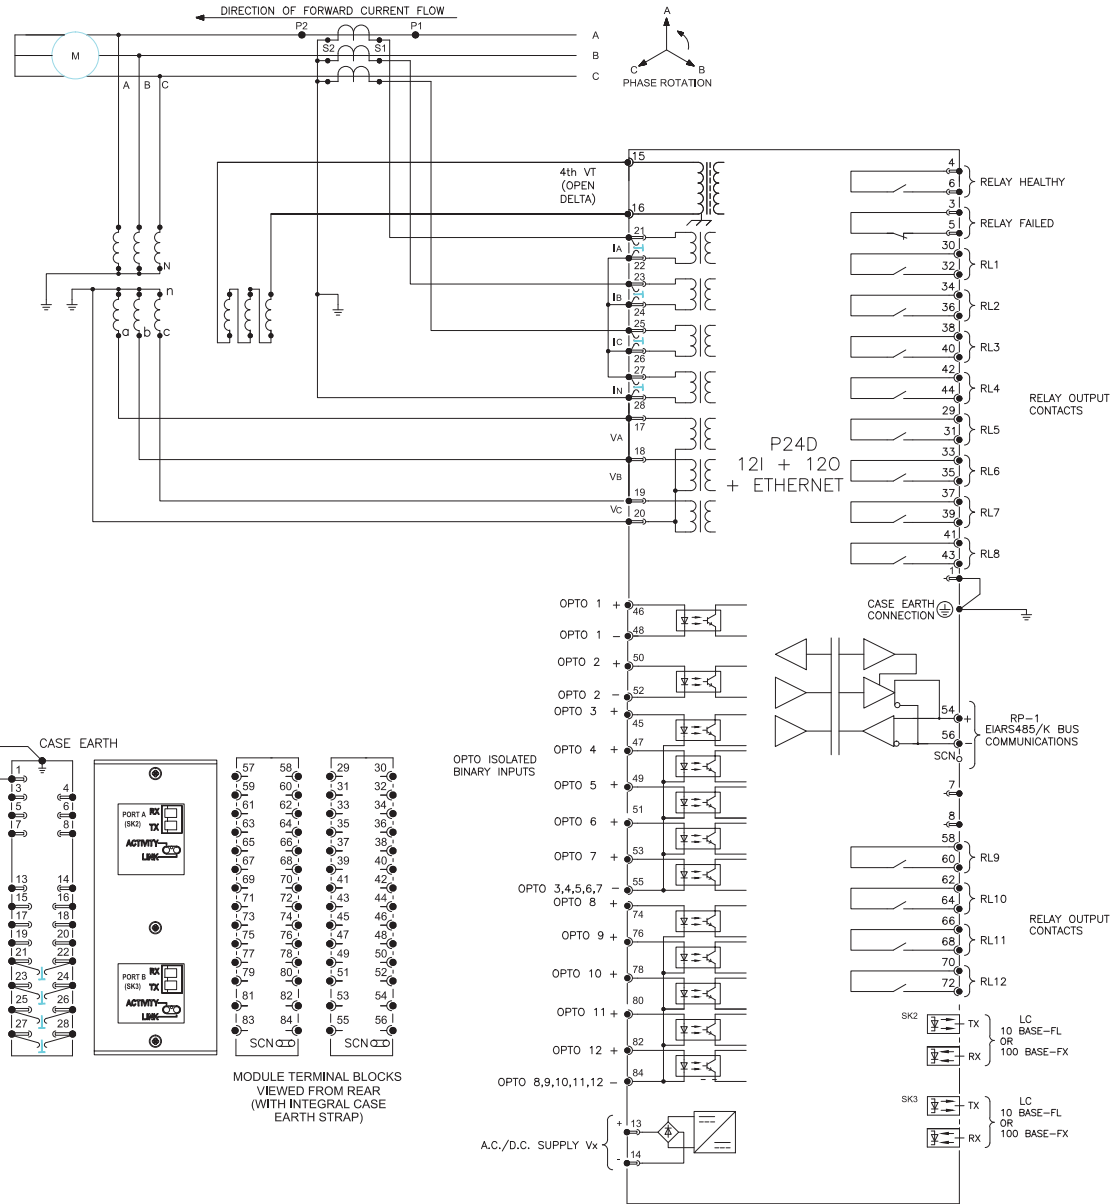 DIRECTION OF FORWARD CURRENT FLOW
P2
P1
A
B
C
S2
S1
M
A B C
A
C
B
PHASE ROTATION
N
n
a b c
4th VT
(OPEN
DELTA)
15
16
21
IA
22
23
IB
24
25
IC
26
27
IN
28
17
VA
18
VB
19
VC
20
P24D
12I + 12O
+ ETHERNET
4
6
RELAY HEALTHY
3
5
RELAY FAILED
30
32
RL1
34
36
RL2
38
40
RL3
42
44
RL4
29
31
RL5
33
35
RL6
37
39
RL7
41
43
RL8
RELAY OUTPUT
CONTACTS
1
CASE EARTH
CONNECTION
OPTO 1 +
46
OPTO 1 –
48
OPTO 2 +
50
OPTO 2 –
52
OPTO 3 +
45
OPTO 4 +
47
OPTO 5 +
49
OPTO 6 +
51
OPTO 7 +
53
OPTO 3,4,5,6,7 –
55
OPTO 8 +
74
OPTO 9 +
76
OPTO 10 +
78
OPTO 11 +
80
OPTO 12 +
82
OPTO 8,9,10,11,12 –
84
OPTO ISOLATED
BINARY INPUTS
A.C./D.C. SUPPLY Vx
+
13
-
14
54
+
56
–
SCN
RP–1
EIARS485/K BUS
COMMUNICATIONS
7
8
58
60
RL9
62
64
RL10
66
68
RL11
70
72
RL12
RELAY OUTPUT
CONTACTS
SK2
TX
RX
LC
10 BASE–FL
OR
100 BASE–FX
SK3
TX
RX
LC
10 BASE–FL
OR
100 BASE–FX
CASE EARTH
1
3 4
5 6
7 8
13 14
15 16
17 18
19 20
21 22
23 24
25 26
27 28
PORT A
(SK2)
RX
TX
ACTIVITY
LINK
PORT B
(SK3)
RX
TX
ACTIVITY
LINK
57 58
59 60
61 62
63 64
65 66
67 68
69 70
71 72
73 74
75 76
77 78
79 80
81 82
83 84
SCN
29 30
31 32
33 34
35 36
37 38
39 40
41 42
43 44
45 46
47 48
49 50
51 52
53 54
55 56
SCN
MODULE TERMINAL BLOCKS
VIEWED FROM REAR
(WITH INTEGRAL CASE
EARTH STRAP)